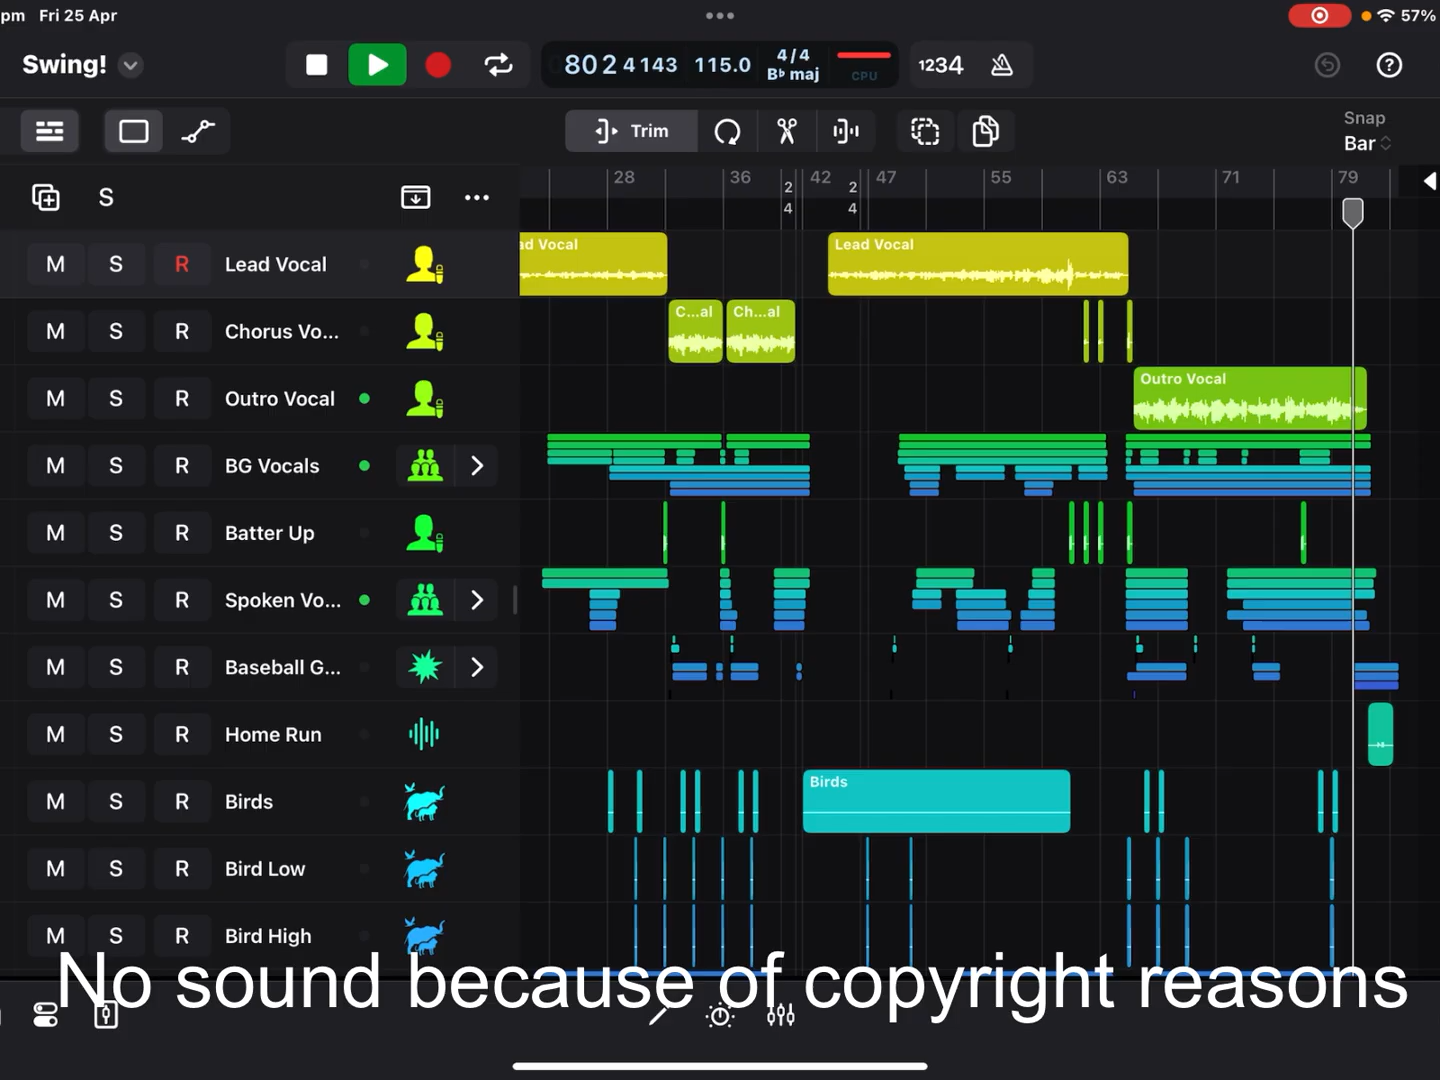 pm Fri 25 Apr 57%
Swing! 80 2 4 143 115.0 4/4 B♭ maj CPU 1234
Trim Snap
Bar
S 28 36 2/4 42 2/4 47 55 63 71 79
M S R Lead Vocal ad Vocal Lead Vocal
M S R Chorus Vo... C...al Ch...al
M S R Outro Vocal Outro Vocal
M S R BG Vocals
M S R Batter Up
M S R Spoken Vo...
M S R Baseball G...
M S R Home Run
M S R Birds Birds
M S R Bird Low
M S R Bird High
No sound because of copyright reasons